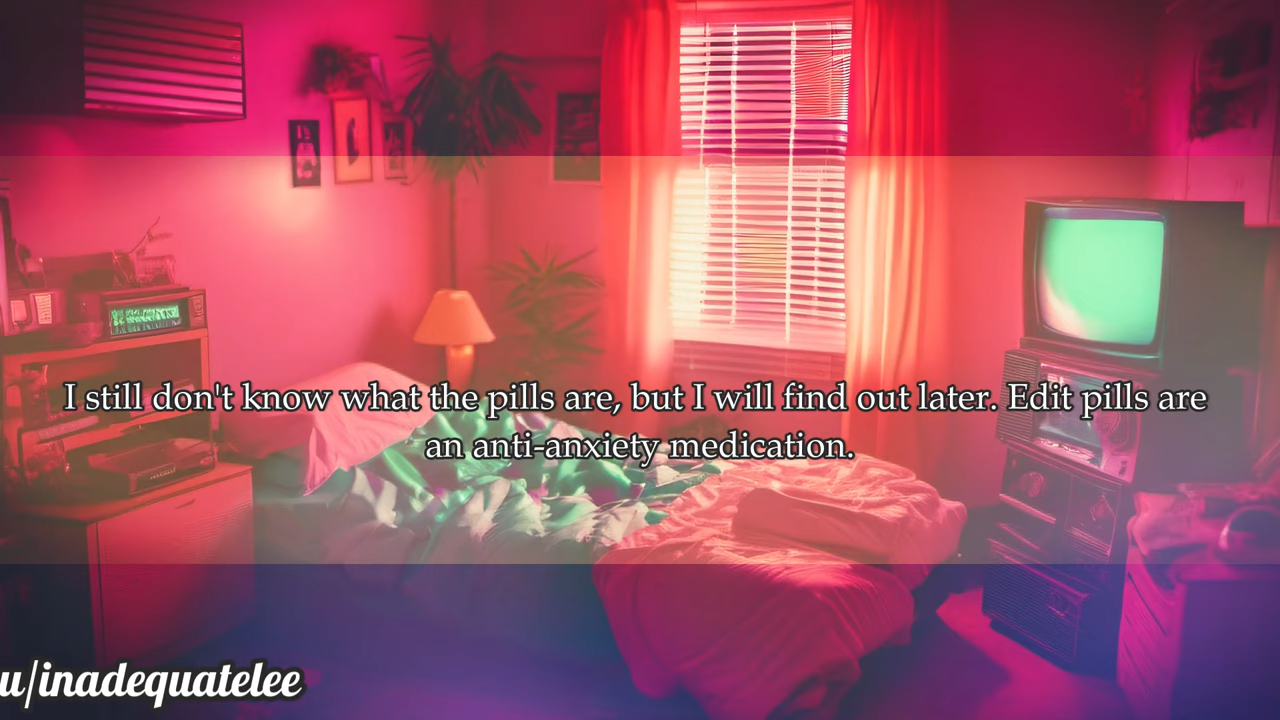 I still don't know what the pills are, but I will find out later. Edit pills are
an anti-anxiety medication.
u/inadequatelee